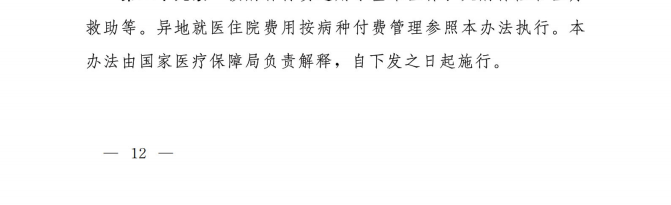 救助等。异地就医住院费用按病种付费管理参照本办法执行。本
办法由国家医疗保障局负责解释，自下发之日起施行。
— 12 —